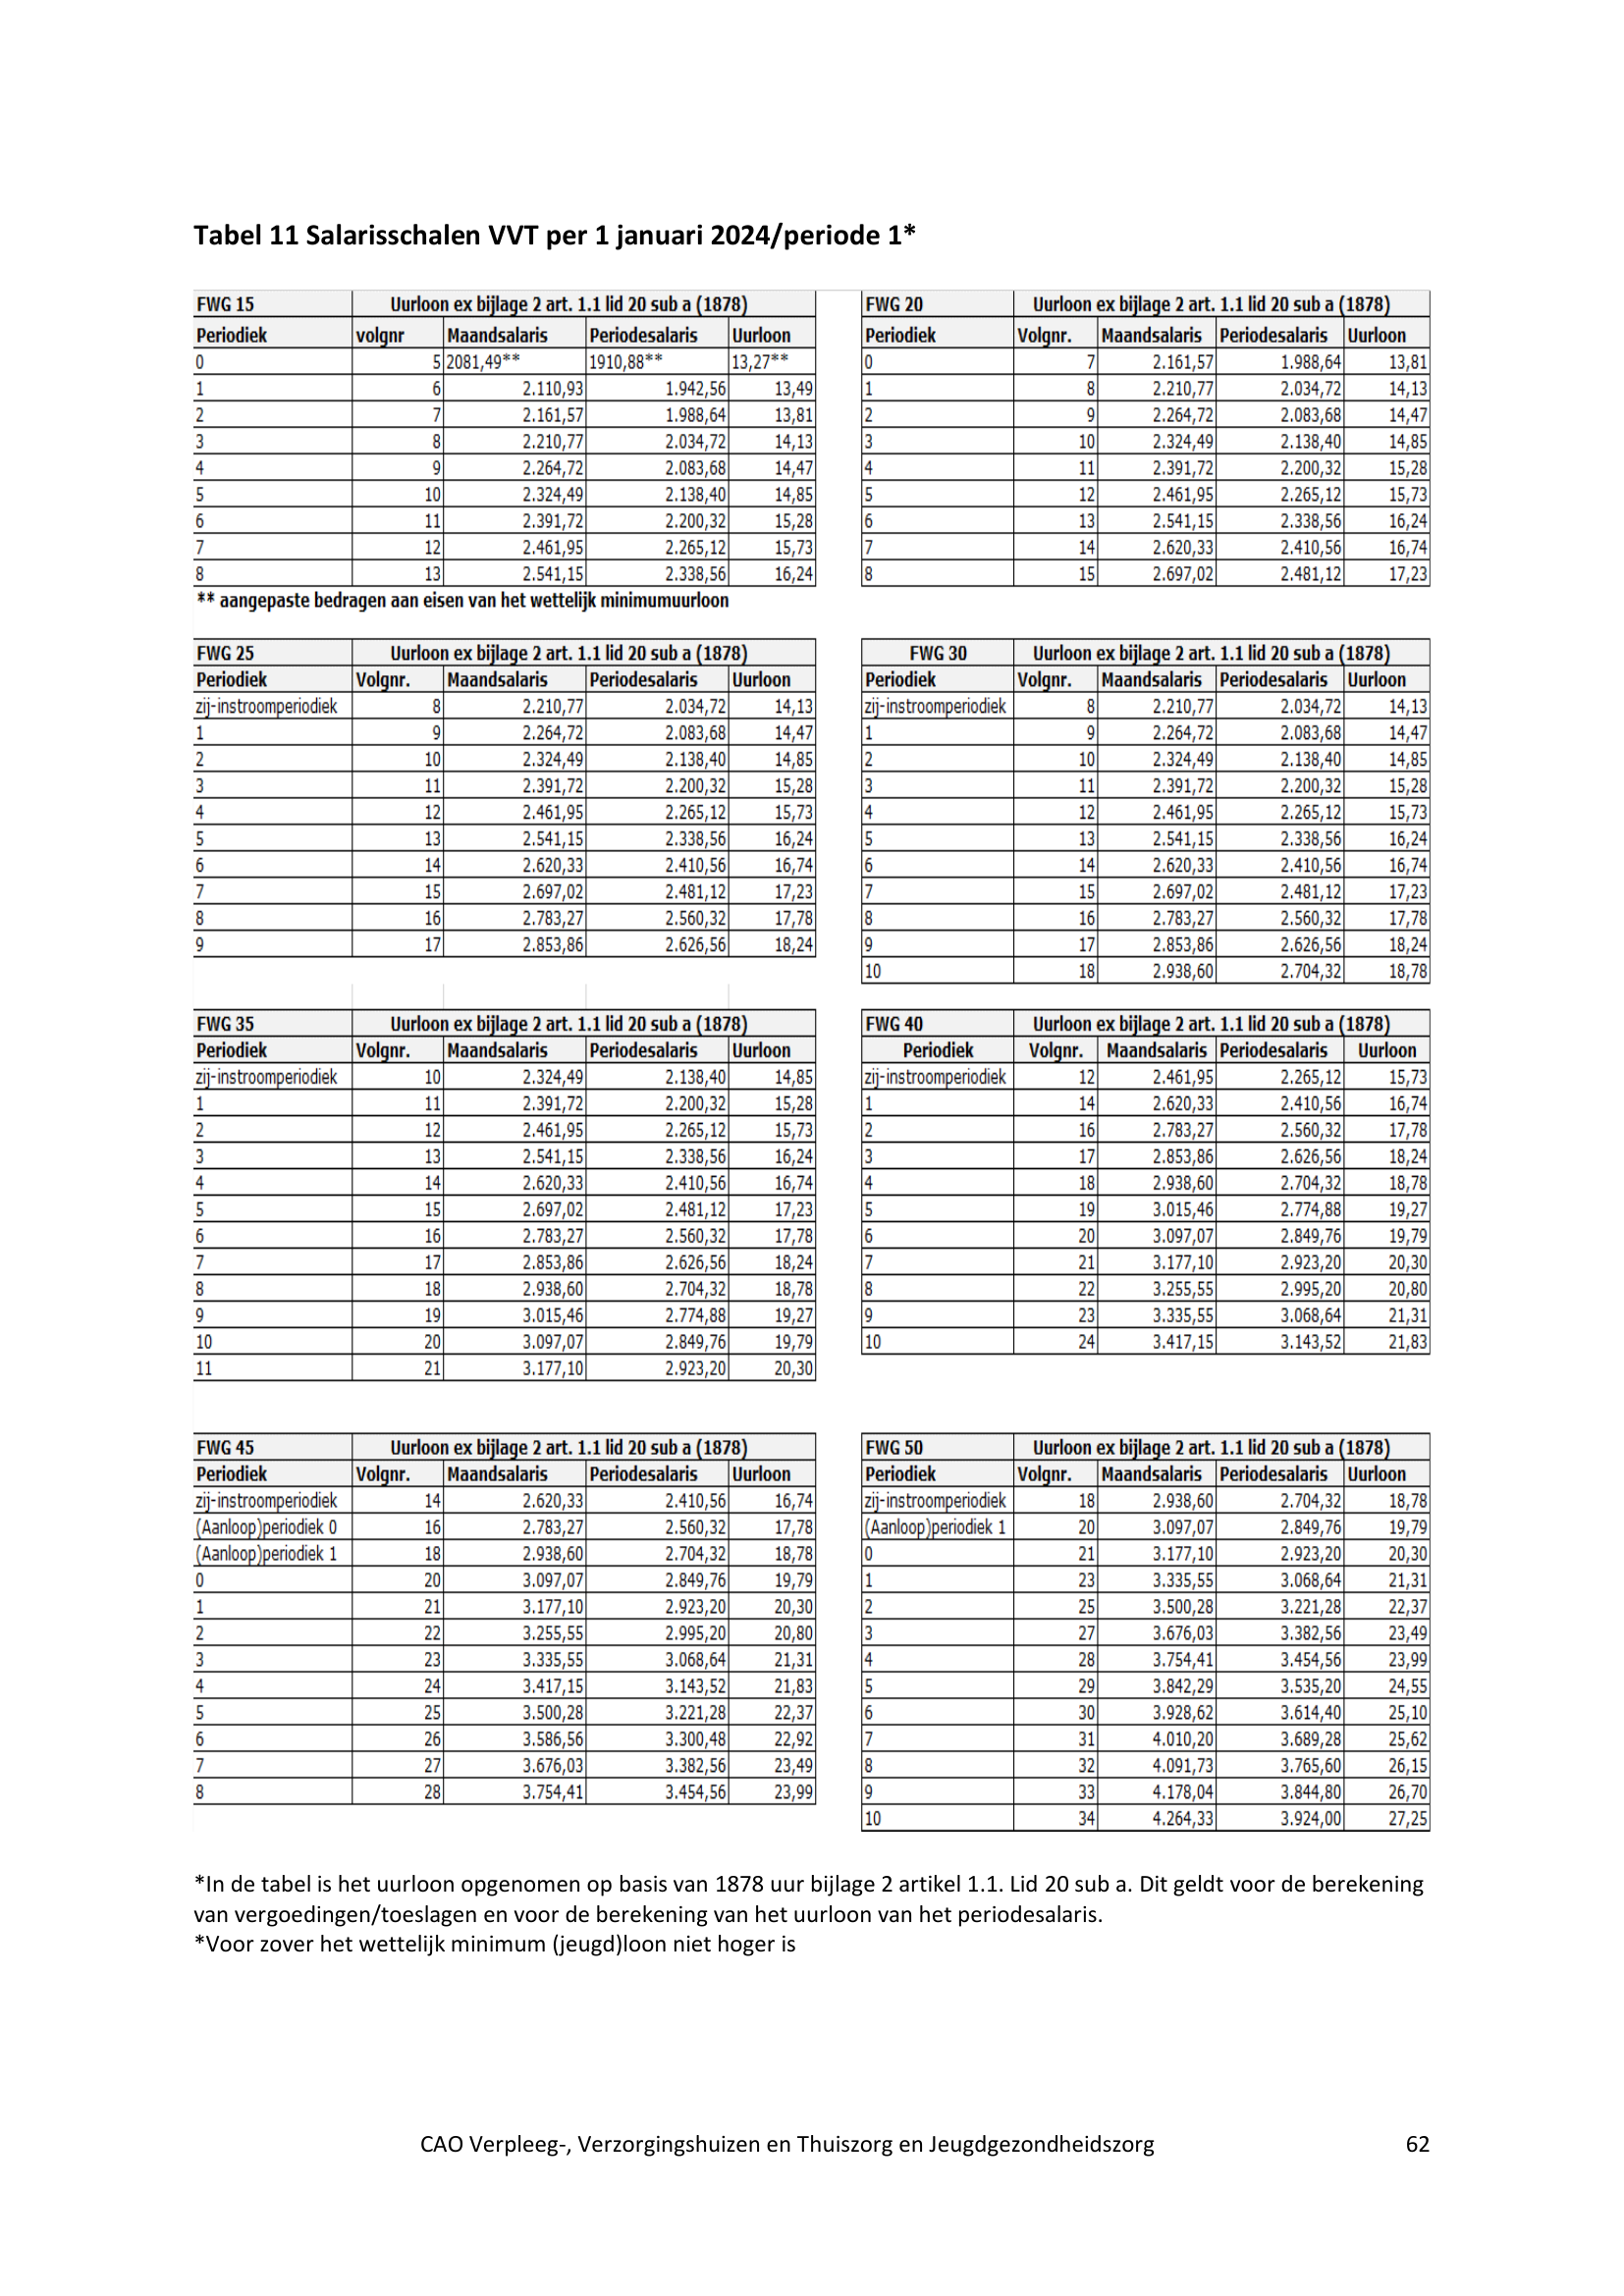 Tabel 11 Salarisschalen VVT per 1 januari 2024/periode 1*
FWG 15 Uurloon ex bijlage 2 art. 1.1 lid 20 sub a (1878)
Periodiek volgnr Maandsalaris Periodesalaris Uurloon
0 5 2081,49** 1910,88** 13,27**
1 6 2.110,93 1.942,56 13,49
2 7 2.161,57 1.988,64 13,81
3 8 2.210,77 2.034,72 14,13
4 9 2.264,72 2.083,68 14,47
5 10 2.324,49 2.138,40 14,85
6 11 2.391,72 2.200,32 15,28
7 12 2.461,95 2.265,12 15,73
8 13 2.541,15 2.338,56 16,24
** aangepaste bedragen aan eisen van het wettelijk minimumuurloon
FWG 20 Uurloon ex bijlage 2 art. 1.1 lid 20 sub a (1878)
Periodiek Volgnr. Maandsalaris Periodesalaris Uurloon
0 7 2.161,57 1.988,64 13,81
1 8 2.210,77 2.034,72 14,13
2 9 2.264,72 2.083,68 14,47
3 10 2.324,49 2.138,40 14,85
4 11 2.391,72 2.200,32 15,28
5 12 2.461,95 2.265,12 15,73
6 13 2.541,15 2.338,56 16,24
7 14 2.620,33 2.410,56 16,74
8 15 2.697,02 2.481,12 17,23
FWG 25 Uurloon ex bijlage 2 art. 1.1 lid 20 sub a (1878)
Periodiek Volgnr. Maandsalaris Periodesalaris Uurloon
zij-instroomperiodiek 8 2.210,77 2.034,72 14,13
1 9 2.264,72 2.083,68 14,47
2 10 2.324,49 2.138,40 14,85
3 11 2.391,72 2.200,32 15,28
4 12 2.461,95 2.265,12 15,73
5 13 2.541,15 2.338,56 16,24
6 14 2.620,33 2.410,56 16,74
7 15 2.697,02 2.481,12 17,23
8 16 2.783,27 2.560,32 17,78
9 17 2.853,86 2.626,56 18,24
FWG 30 Uurloon ex bijlage 2 art. 1.1 lid 20 sub a (1878)
Periodiek Volgnr. Maandsalaris Periodesalaris Uurloon
zij-instroomperiodiek 8 2.210,77 2.034,72 14,13
1 9 2.264,72 2.083,68 14,47
2 10 2.324,49 2.138,40 14,85
3 11 2.391,72 2.200,32 15,28
4 12 2.461,95 2.265,12 15,73
5 13 2.541,15 2.338,56 16,24
6 14 2.620,33 2.410,56 16,74
7 15 2.697,02 2.481,12 17,23
8 16 2.783,27 2.560,32 17,78
9 17 2.853,86 2.626,56 18,24
10 18 2.938,60 2.704,32 18,78
FWG 35 Uurloon ex bijlage 2 art. 1.1 lid 20 sub a (1878)
Periodiek Volgnr. Maandsalaris Periodesalaris Uurloon
zij-instroomperiodiek 10 2.324,49 2.138,40 14,85
1 11 2.391,72 2.200,32 15,28
2 12 2.461,95 2.265,12 15,73
3 13 2.541,15 2.338,56 16,24
4 14 2.620,33 2.410,56 16,74
5 15 2.697,02 2.481,12 17,23
6 16 2.783,27 2.560,32 17,78
7 17 2.853,86 2.626,56 18,24
8 18 2.938,60 2.704,32 18,78
9 19 3.015,46 2.774,88 19,27
10 20 3.097,07 2.849,76 19,79
11 21 3.177,10 2.923,20 20,30
FWG 40 Uurloon ex bijlage 2 art. 1.1 lid 20 sub a (1878)
Periodiek Volgnr. Maandsalaris Periodesalaris Uurloon
zij-instroomperiodiek 12 2.461,95 2.265,12 15,73
1 14 2.620,33 2.410,56 16,74
2 16 2.783,27 2.560,32 17,78
3 17 2.853,86 2.626,56 18,24
4 18 2.938,60 2.704,32 18,78
5 19 3.015,46 2.774,88 19,27
6 20 3.097,07 2.849,76 19,79
7 21 3.177,10 2.923,20 20,30
8 22 3.255,55 2.995,20 20,80
9 23 3.335,55 3.068,64 21,31
10 24 3.417,15 3.143,52 21,83
FWG 45 Uurloon ex bijlage 2 art. 1.1 lid 20 sub a (1878)
Periodiek Volgnr. Maandsalaris Periodesalaris Uurloon
zij-instroomperiodiek 14 2.620,33 2.410,56 16,74
(Aanloop)periodiek 0 16 2.783,27 2.560,32 17,78
(Aanloop)periodiek 1 18 2.938,60 2.704,32 18,78
0 20 3.097,07 2.849,76 19,79
1 21 3.177,10 2.923,20 20,30
2 22 3.255,55 2.995,20 20,80
3 23 3.335,55 3.068,64 21,31
4 24 3.417,15 3.143,52 21,83
5 25 3.500,28 3.221,28 22,37
6 26 3.586,56 3.300,48 22,92
7 27 3.676,03 3.382,56 23,49
8 28 3.754,41 3.454,56 23,99
FWG 50 Uurloon ex bijlage 2 art. 1.1 lid 20 sub a (1878)
Periodiek Volgnr. Maandsalaris Periodesalaris Uurloon
zij-instroomperiodiek 18 2.938,60 2.704,32 18,78
(Aanloop)periodiek 1 20 3.097,07 2.849,76 19,79
0 21 3.177,10 2.923,20 20,30
1 23 3.335,55 3.068,64 21,31
2 25 3.500,28 3.221,28 22,37
3 27 3.676,03 3.382,56 23,49
4 28 3.754,41 3.454,56 23,99
5 29 3.842,29 3.535,20 24,55
6 30 3.928,62 3.614,40 25,10
7 31 4.010,20 3.689,28 25,62
8 32 4.091,73 3.765,60 26,15
9 33 4.178,04 3.844,80 26,70
10 34 4.264,33 3.924,00 27,25
*In de tabel is het uurloon opgenomen op basis van 1878 uur bijlage 2 artikel 1.1. Lid 20 sub a. Dit geldt voor de berekening
van vergoedingen/toeslagen en voor de berekening van het uurloon van het periodesalaris.
*Voor zover het wettelijk minimum (jeugd)loon niet hoger is
CAO Verpleeg-, Verzorgingshuizen en Thuiszorg en Jeugdgezondheidszorg 62